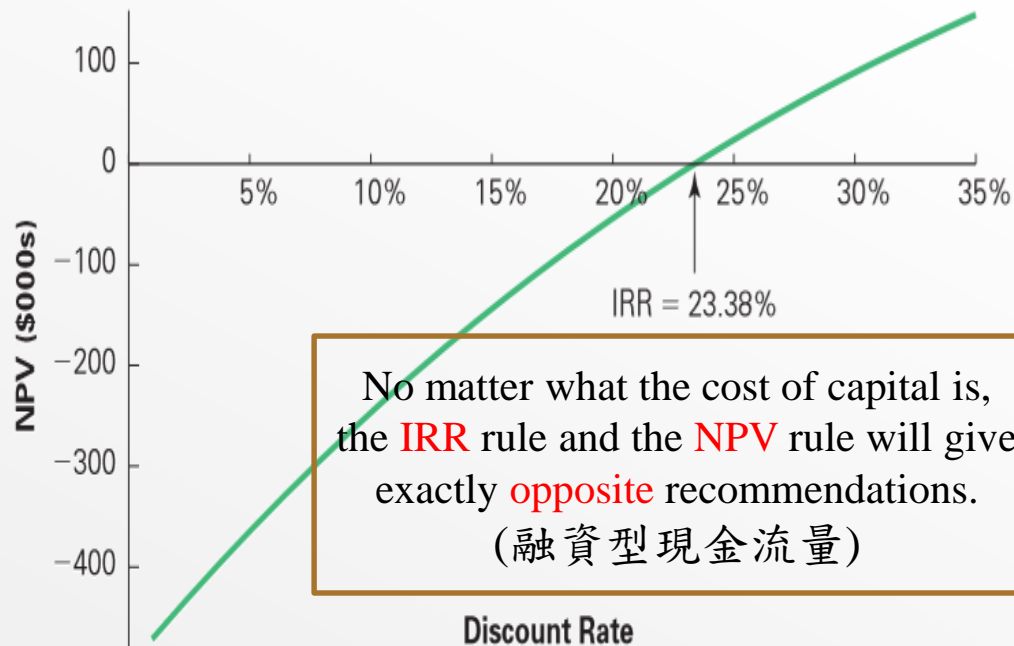 100
0
5%
10%
15%
20%
25%
30%
35%
−100
IRR = 23.38%
−200
−300
−400
NPV ($000s)
No matter what the cost of capital is,
the IRR rule and the NPV rule will give
exactly opposite recommendations.
(融資型現金流量)
Discount Rate